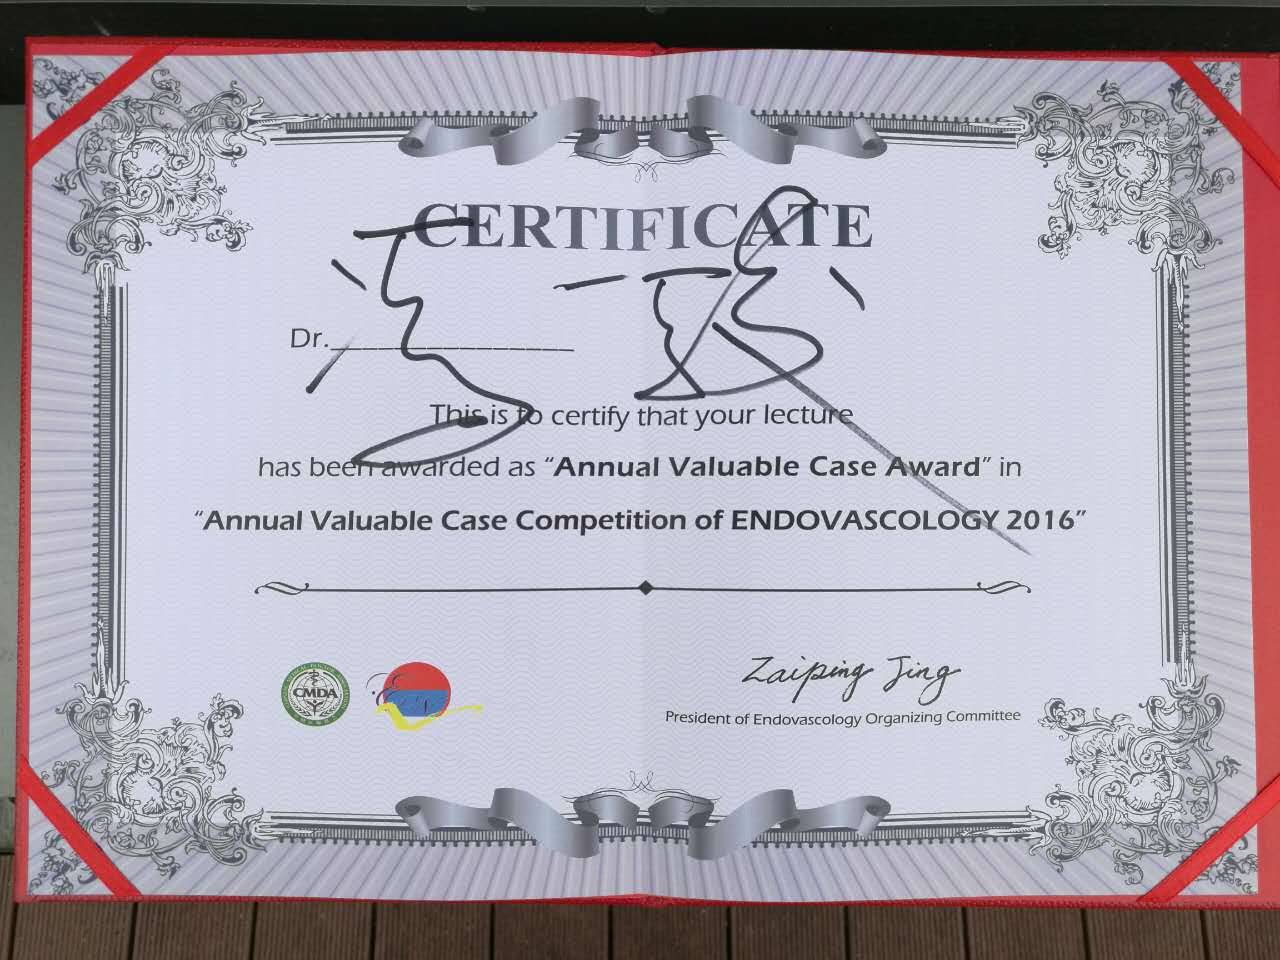 CERTIFICATE
Dr.
This is to certify that your lecture
has been awarded as “Annual Valuable Case Award” in
“Annual Valuable Case Competition of ENDOVASCOLOGY 2016”
CMDA
Zaiping Jing
President of Endovascology Organizing Committee